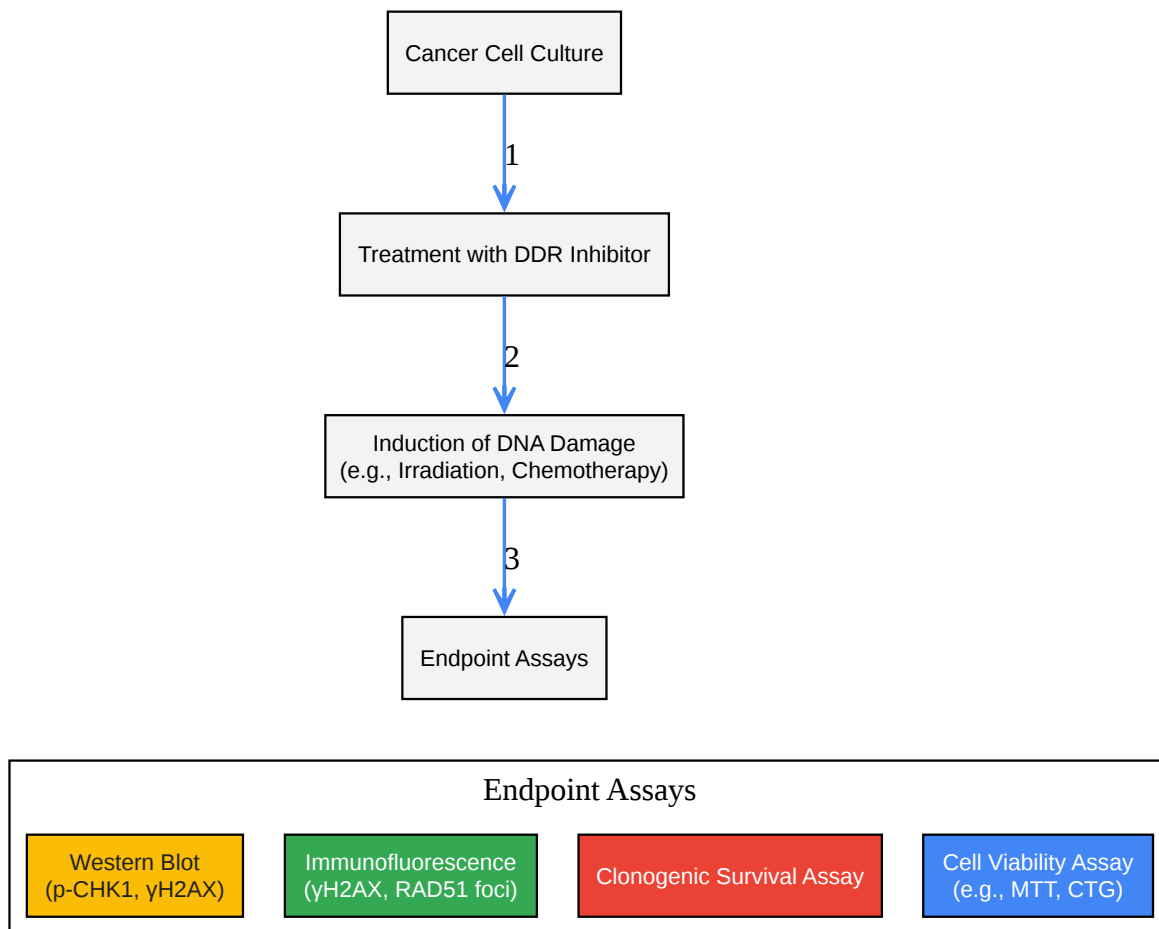 Cancer Cell Culture
1
Treatment with DDR Inhibitor
2
Induction of DNA Damage
(e.g., Irradiation, Chemotherapy)
3
Endpoint Assays
Endpoint Assays
Western Blot
(p-CHK1, γH2AX)
Immunofluorescence
(γH2AX, RAD51 foci)
Clonogenic Survival Assay
Cell Viability Assay
(e.g., MTT, CTG)